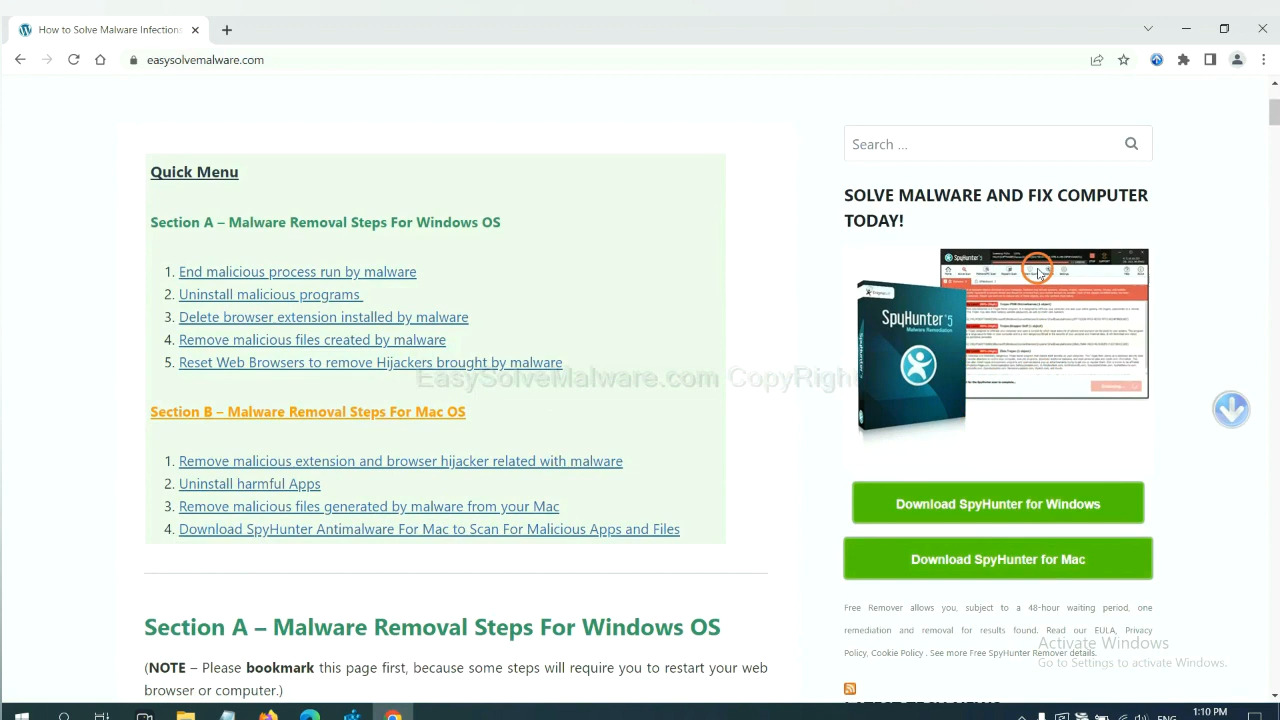 How to Solve Malware Infections
easysolvemalware.com
Quick Menu
Section A – Malware Removal Steps For Windows OS
1. End malicious process run by malware
2. Uninstall malicious programs
3. Delete browser extension installed by malware
4. Remove malicious files created by malware
5. Reset Web Browser to Remove Hijackers brought by malware
Section B – Malware Removal Steps For Mac OS
1. Remove malicious extension and browser hijacker related with malware
2. Uninstall harmful Apps
3. Remove malicious files generated by malware from your Mac
4. Download SpyHunter Antimalware For Mac to Scan For Malicious Apps and Files
Section A – Malware Removal Steps For Windows OS
(NOTE – Please bookmark this page first, because some steps will require you to restart your web
browser or computer.)
Search ...
SOLVE MALWARE AND FIX COMPUTER
TODAY!
SpyHunter 5
SpyHunter 5
Malware Remediation
Download SpyHunter for Windows
Download SpyHunter for Mac
Free Remover allows you, subject to a 48-hour waiting period, one
remediation and removal for results found. Read our EULA, Privacy
Policy, Cookie Policy . See more Free SpyHunter Remover details.
Activate Windows
Go to Settings to activate Windows.
LATEST TECH NEWS
ENG
1:10 PM